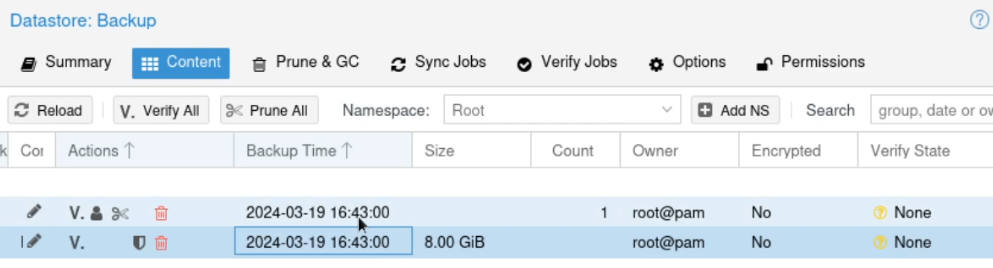 Datastore: Backup
Summary Content Prune & GC Sync Jobs Verify Jobs Options Permissions
Reload V. Verify All Prune All Namespace: Root Add NS Search group, date or ow
k Cor Actions Backup Time Size Count Owner Encrypted Verify State
V. 2024-03-19 16:43:00 1 root@pam No None
V. 2024-03-19 16:43:00 8.00 GiB root@pam No None